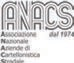 ANACS
Associazione dal 1974
Nazionale
Aziende di
Cartellonistica
Stradale